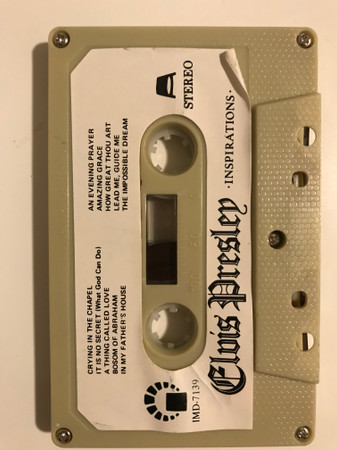 Elvis Presley
·INSPIRATIONS·
IMD-7139
STEREO
CRYING IN THE CHAPEL
IT IS NO SECRET (What God Can Do)
A THING CALLED LOVE
BOSOM OF ABRAHAM
IN MY FATHER'S HOUSE
AN EVENING PRAYER
AMAZING GRACE
HOW GREAT THOU ART
LEAD ME, GUIDE ME
THE IMPOSSIBLE DREAM